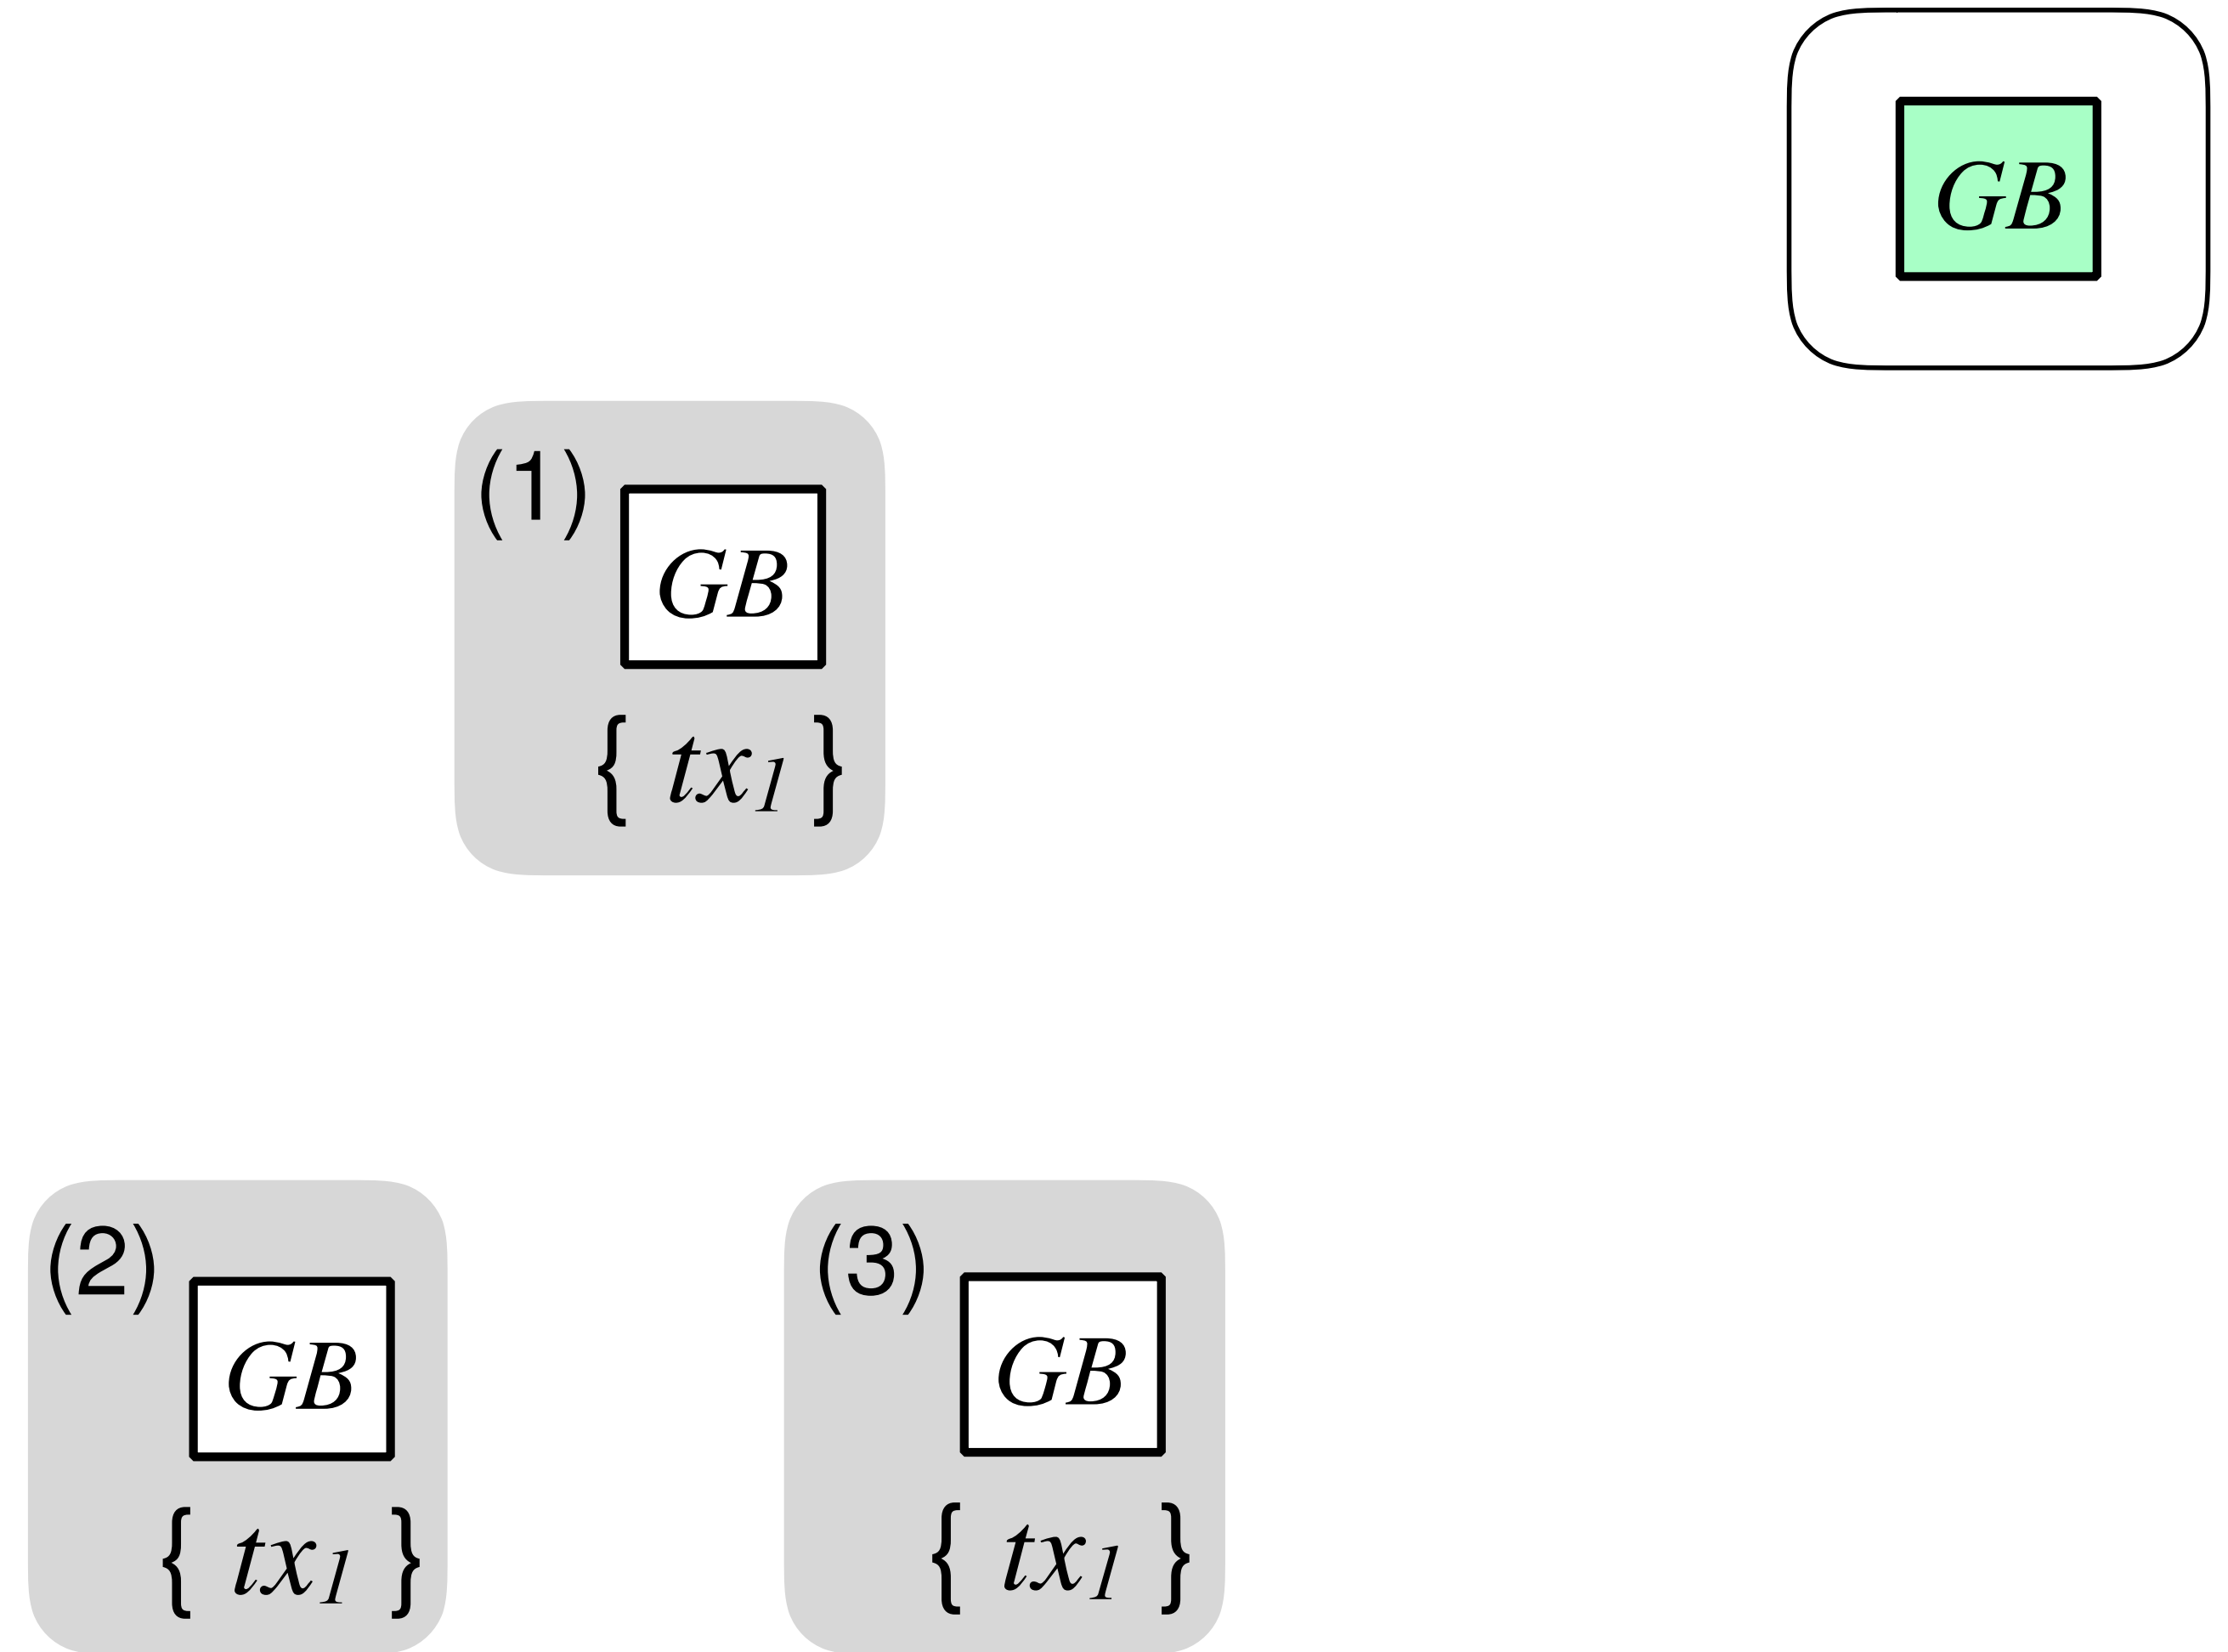 GB
(1)
GB
{ tx₁ }
(2)
GB
{ tx₁ }
(3)
GB
{ tx₁ }